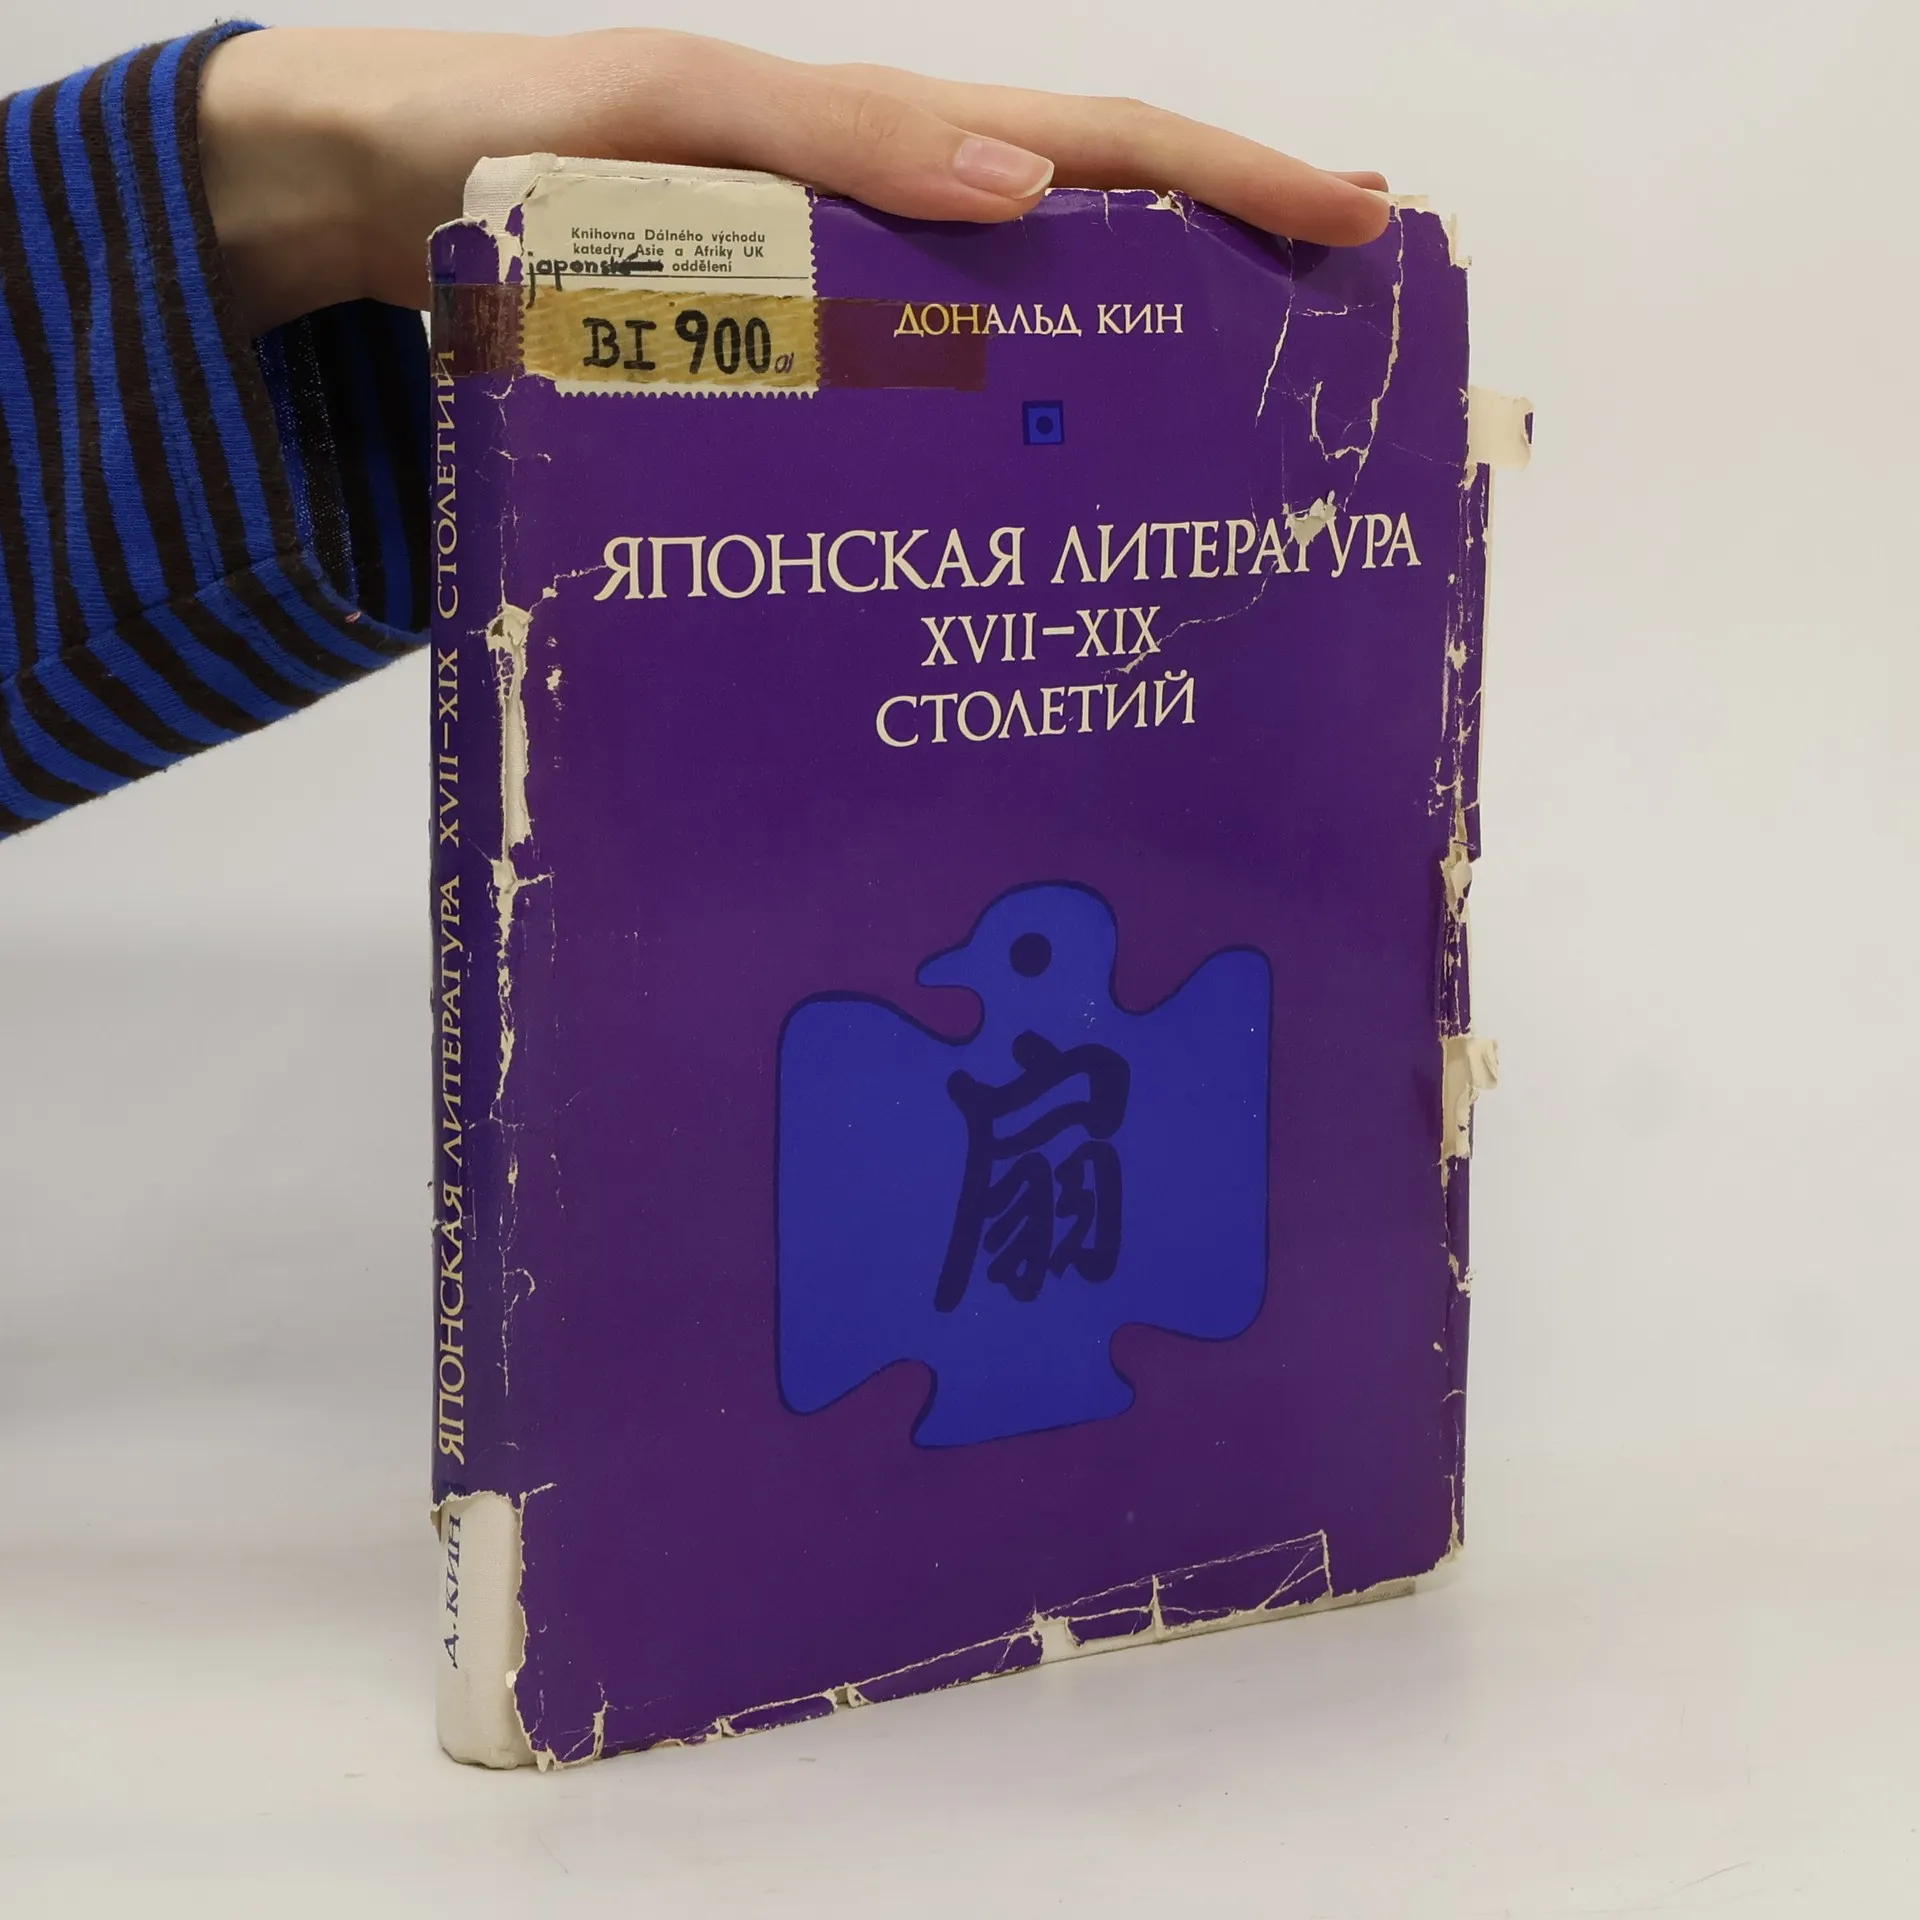 Knihovna Dálného východu
katedry Asie a Afriky UK
japonské oddělení
BI 900
ДОНАЛЬД КИН
ЯПОНСКАЯ ЛИТЕРАТУРА
XVII–XIX
СТОЛЕТИЙ
扇
Д. КИН ЯПОНСКАЯ ЛИТЕРАТУРА XVII–XIX СТОЛЕТИЙ